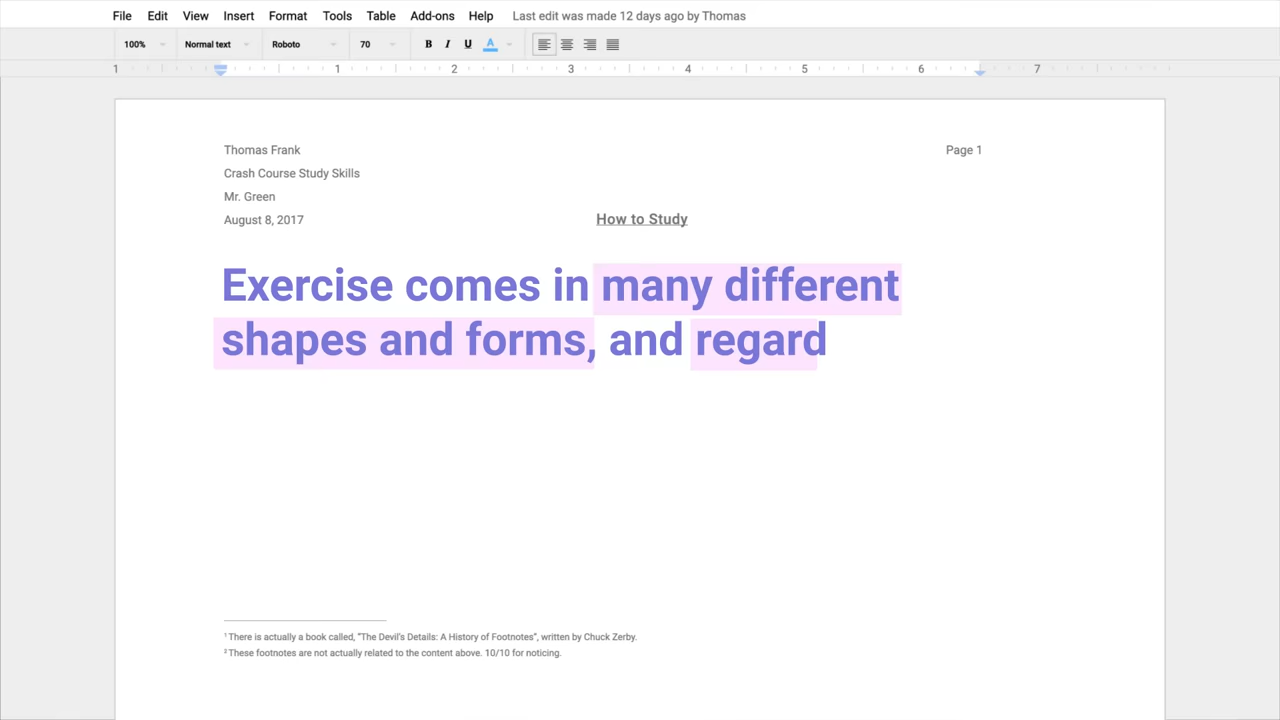 File Edit View Insert Format Tools Table Add-ons Help Last edit was made 12 days ago by Thomas
100% Normal text Roboto 70 B I U A
1 1 2 3 4 5 6 7
Thomas Frank Page 1
Crash Course Study Skills
Mr. Green
August 8, 2017 How to Study
Exercise comes in many different
shapes and forms, and regard
¹ There is actually a book called, "The Devil's Details: A History of Footnotes", written by Chuck Zerby.
² These footnotes are not actually related to the content above. 10/10 for noticing.